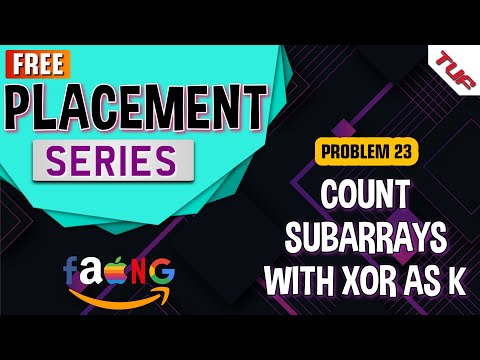 FREE
PLACEMENT
SERIES
TUF
PROBLEM 23
COUNT
SUBARRAYS
WITH XOR AS K
faang